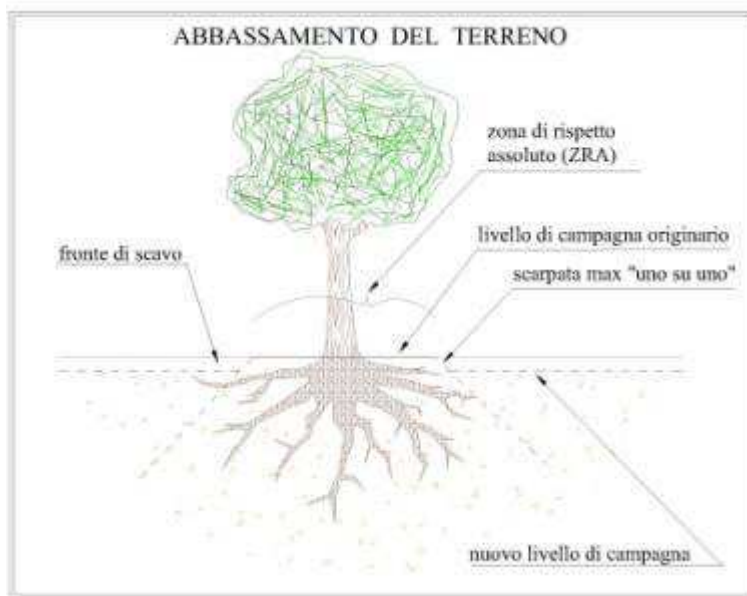 ABBASSAMENTO DEL TERRENO
zona di rispetto
assoluto (ZRA)
livello di campagna originario
fronte di scavo
scarpata max "uno su uno"
nuovo livello di campagna